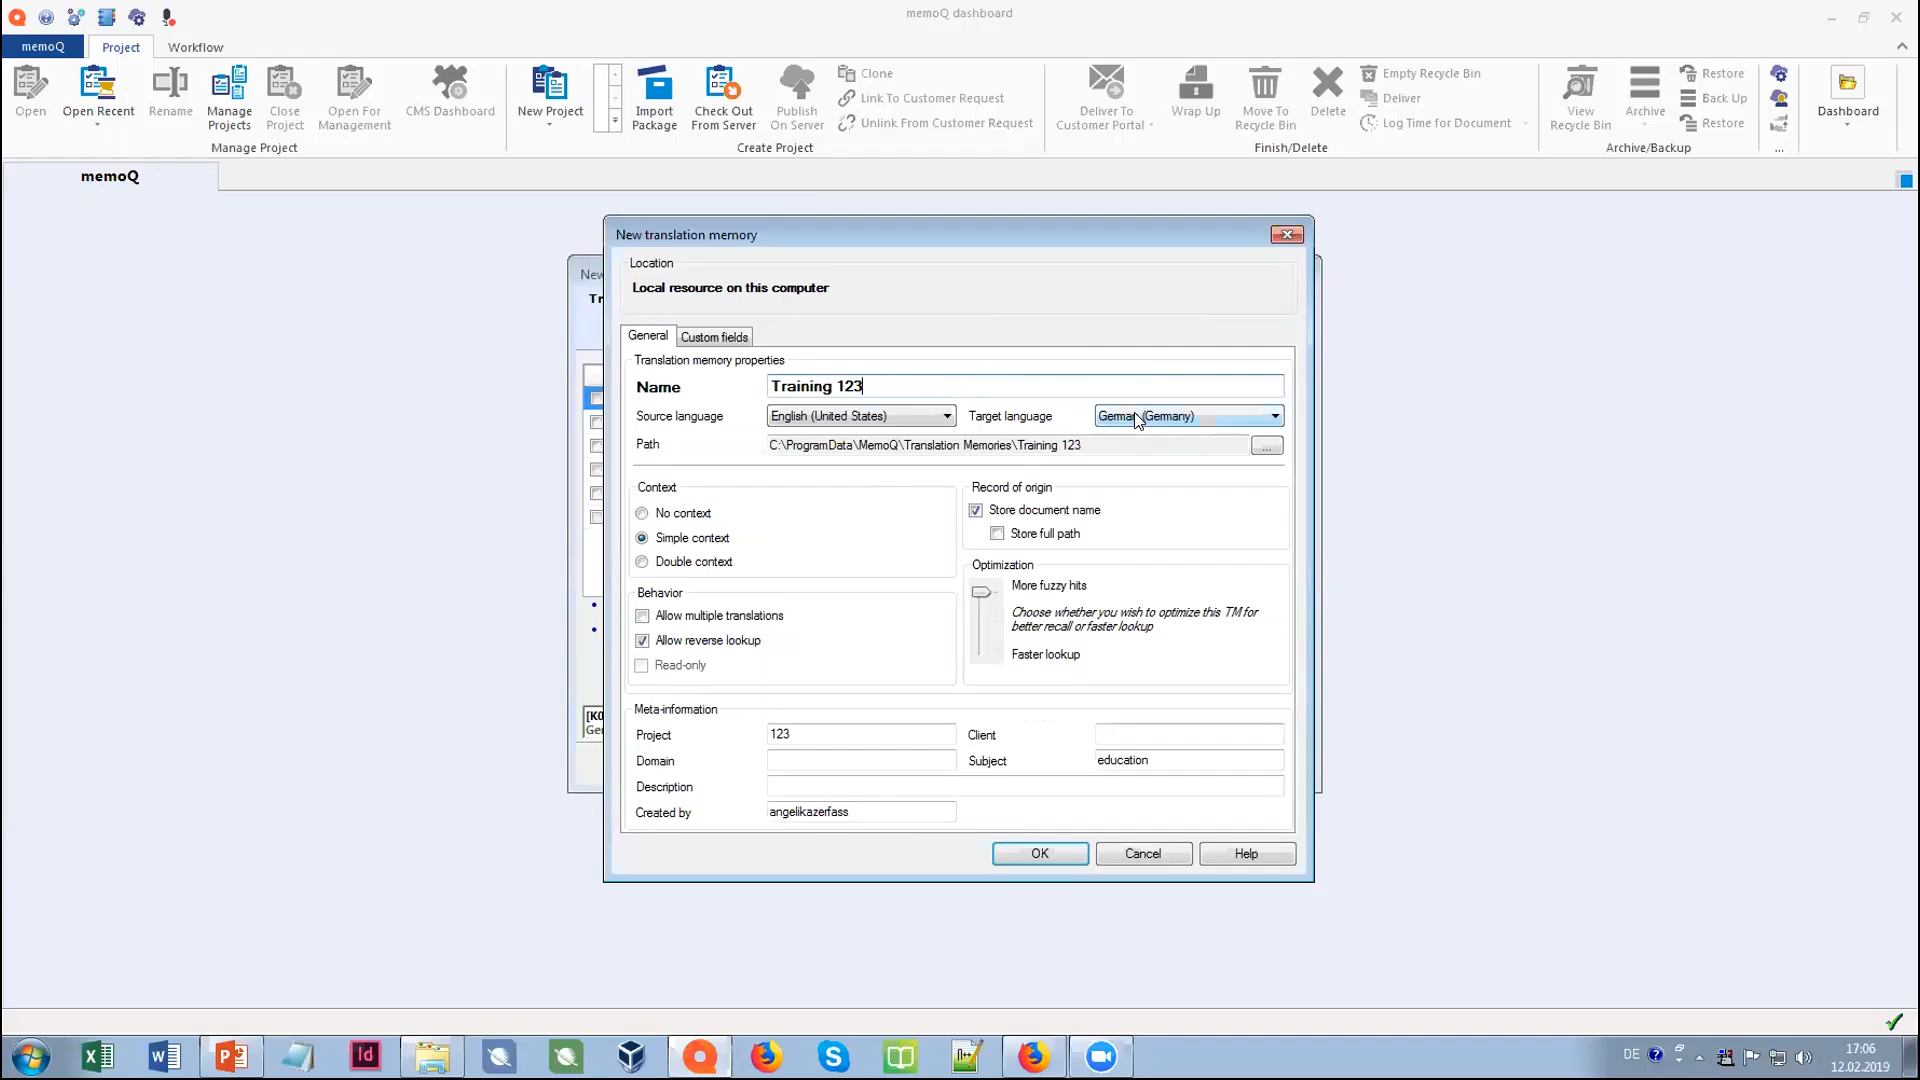 memoQ dashboard
memoQ
Project
Workflow
Open
Open Recent
Rename
Manage Projects
Close Project
Open For Management
CMS Dashboard
Manage Project
New Project
Import Package
Check Out From Server
Publish On Server
Clone
Link To Customer Request
Unlink From Customer Request
Create Project
Deliver To Customer Portal
Wrap Up
Move To Recycle Bin
Delete
Empty Recycle Bin
Deliver
Log Time for Document
Finish/Delete
View Recycle Bin
Archive
Restore
Back Up
Restore
Archive/Backup
...
Dashboard
memoQ
New
Tr
[K0
Ger
New translation memory
Location
Local resource on this computer
General
Custom fields
Translation memory properties
Name Training 123
Source language English (United States) Target language German (Germany)
Path C:\ProgramData\MemoQ\Translation Memories\Training 123 ...
Context
No context
Simple context
Double context
Record of origin
Store document name
Store full path
Behavior
Allow multiple translations
Allow reverse lookup
Read-only
Optimization
More fuzzy hits
Choose whether you wish to optimize this TM for
better recall or faster lookup
Faster lookup
Meta-information
Project 123 Client
Domain Subject education
Description
Created by angelikazerfass
OK Cancel Help
DE
17:06
12.02.2019